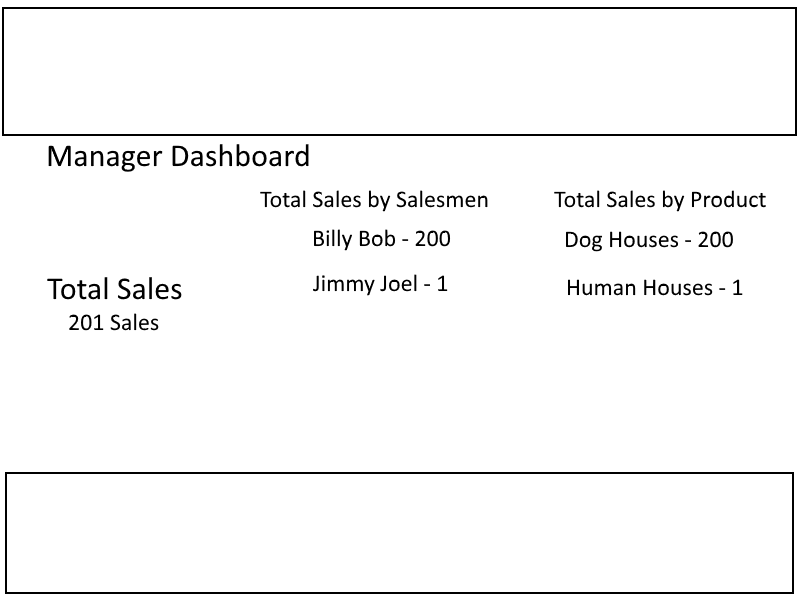 Manager Dashboard
Total Sales by Salesmen
Billy Bob - 200
Jimmy Joel - 1
Total Sales by Product
Dog Houses - 200
Human Houses - 1
Total Sales
201 Sales